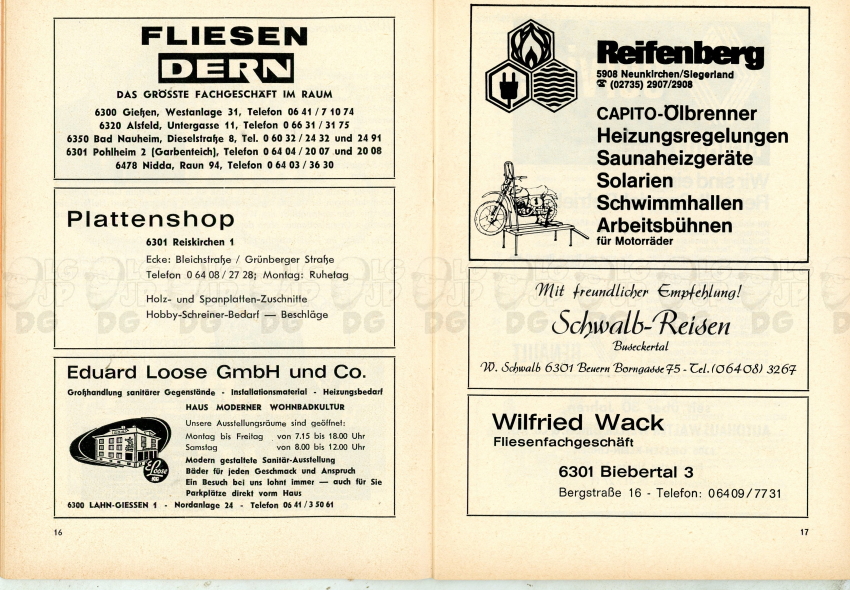 FLIESEN
DERN
DAS GRÖSSTE FACHGESCHÄFT IM RAUM
6300 Gießen, Westanlage 31, Telefon 06 41 / 7 10 74
6320 Alsfeld, Untergasse 11, Telefon 0 66 31 / 31 75
6350 Bad Nauheim, Dieselstraße 8, Tel. 0 60 32 / 24 32 und 24 91
6301 Pohlheim 2 [Garbenteich), Telefon 0 64 04 / 20 07 und 20 08
6478 Nidda, Raun 94, Telefon 0 64 03 / 36 30
Plattenshop
6301 Reiskirchen 1
Ecke: Bleichstraße / Grünberger Straße
Telefon 0 64 08 / 27 28; Montag: Ruhetag
Holz- und Spanplatten-Zuschnitte
Hobby-Schreiner-Bedarf — Beschläge
Eduard Loose GmbH und Co.
Großhandlung sanitärer Gegenstände - Installationsmaterial - Heizungsbedarf
HAUS MODERNER WOHNBADKULTUR
Unsere Ausstellungsräume sind geöffnet:
Montag bis Freitag von 7.15 bis 18.00 Uhr
Samstag von 8.00 bis 12.00 Uhr
Modern gestaltete Sanitär-Ausstellung
Bäder für jeden Geschmack und Anspruch
Ein Besuch bei uns lohnt immer — auch für Sie
Parkplätze direkt vorm Haus
E. Loose
KG
6300 LAHN-GIESSEN 1 - Nordanlage 24 - Telefon 06 41 / 3 50 61
16
Reifenberg
5908 Neunkirchen/Siegerland
☎ (02735) 2907/2908
CAPITO-Ölbrenner
Heizungsregelungen
Saunaheizgeräte
Solarien
Schwimmhallen
Arbeitsbühnen
für Motorräder
Mit freundlicher Empfehlung!
Schwalb-Reisen
Buseckertal
W. Schwalb 6301 Beuern Borngasse 75 - Tel. (06408) 3267
Wilfried Wack
Fliesenfachgeschäft
6301 Biebertal 3
Bergstraße 16 - Telefon: 06409/7731
17
LG JP DG